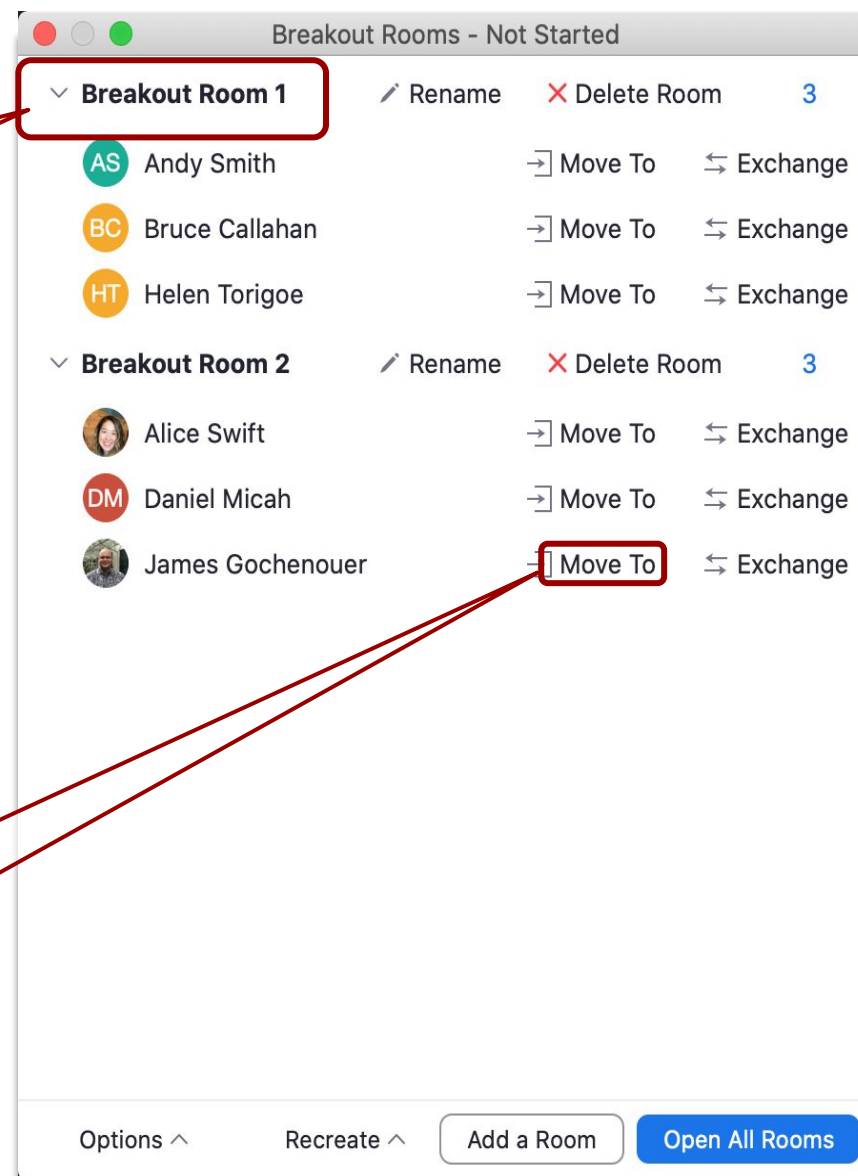 Breakout Rooms - Not Started
Breakout Room 1 Rename Delete Room 3
AS Andy Smith Move To Exchange
BC Bruce Callahan Move To Exchange
HT Helen Torigoe Move To Exchange
Breakout Room 2 Rename Delete Room 3
Alice Swift Move To Exchange
DM Daniel Micah Move To Exchange
James Gochenouer Move To Exchange
Options Recreate Add a Room Open All Rooms